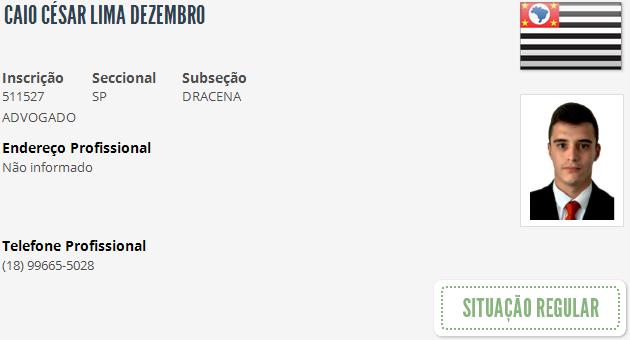 CAIO CÉSAR LIMA DEZEMBRO
Inscrição Seccional Subseção
511527 SP DRACENA
ADVOGADO
Endereço Profissional
Não informado
Telefone Profissional
(18) 99665-5028
SITUAÇÃO REGULAR